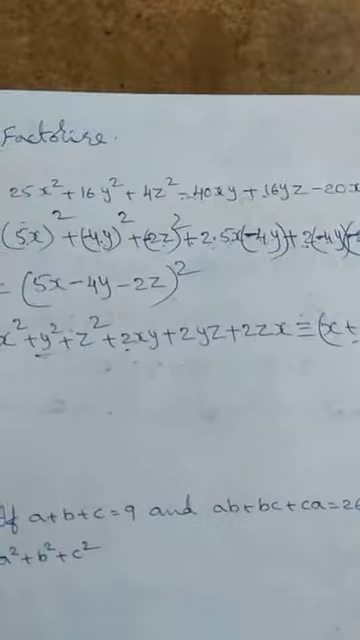 Factorise.
25x² + 16y² + 4z² - 40xy + 16yz - 20x
(5x)² + (-4y)² + (-2z)² + 2.5x(-4y) + 2(-4y)(-
= (5x - 4y - 2z)²
x² + y² + z² + 2xy + 2yz + 2zx ≡ (x +
If a+b+c = 9 and ab+bc+ca = 26
a² + b² + c²